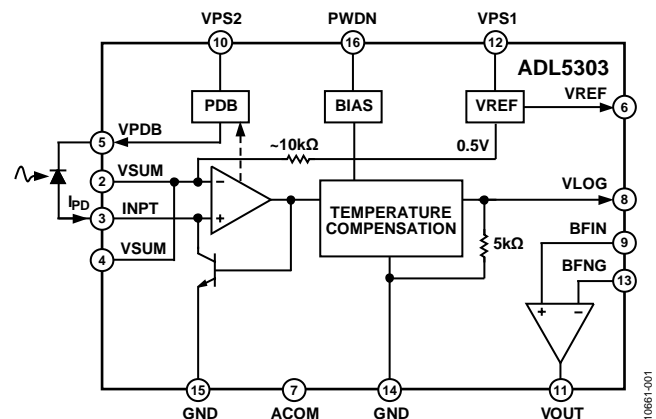 VPS2 PWDN VPS1
10 16 12
ADL5303
PDB BIAS VREF VREF 6
5 VPDB
~10kΩ 0.5V
2 VSUM
IPD
3 INPT
4 VSUM
− +
TEMPERATURE
COMPENSATION
VLOG 8
5kΩ
BFIN 9
BFNG 13
+ −
15 7 14 11
GND ACOM GND VOUT
10661-001